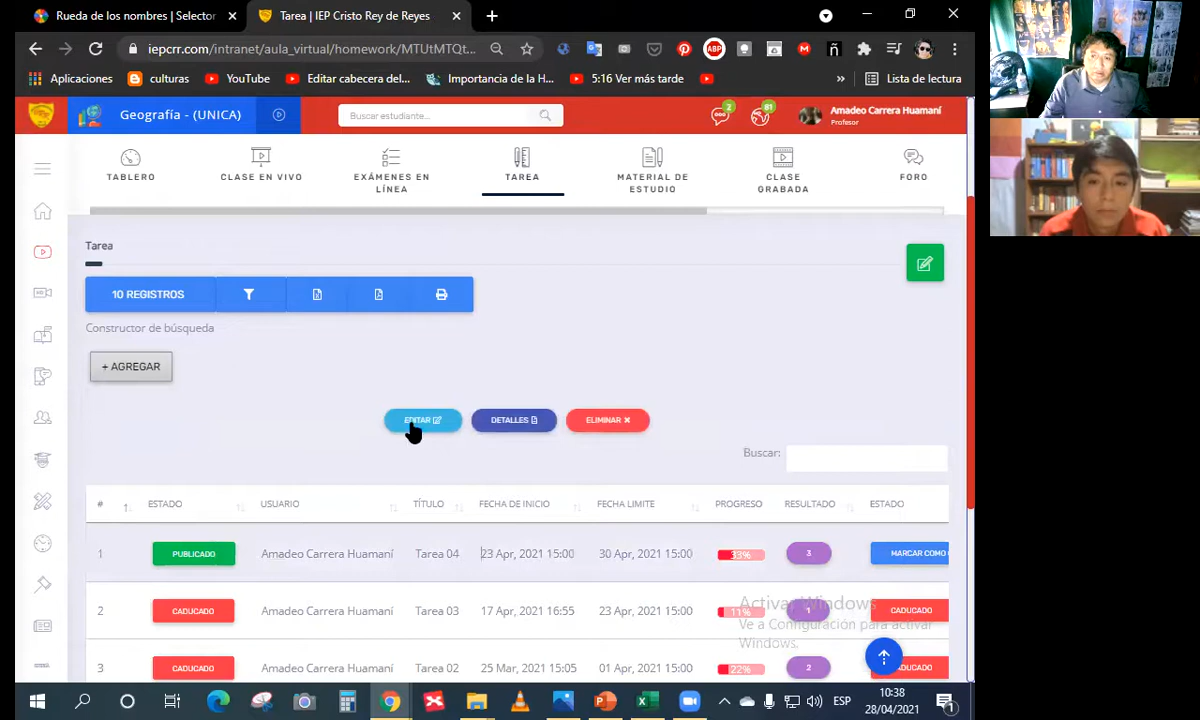 Rueda de los nombres | Selector
Tarea | IEP Cristo Rey de Reyes
iepcrr.com/intranet/aula_virtual/homework/MTUtMTQt...
Aplicaciones
culturas
YouTube
Editar cabecera del...
Importancia de la H...
5:16 Ver más tarde
»
Lista de lectura
Geografía - (UNICA)
Buscar estudiante...
2
81
Amadeo Carrera Huamaní
Profesor
TABLERO
CLASE EN VIVO
EXÁMENES EN LÍNEA
TAREA
MATERIAL DE ESTUDIO
CLASE GRABADA
FORO
Tarea
10 REGISTROS
Constructor de búsqueda
+ AGREGAR
EDITAR
DETALLES
ELIMINAR
Buscar:
# ESTADO USUARIO TÍTULO FECHA DE INICIO FECHA LIMITE PROGRESO RESULTADO ESTADO
1 PUBLICADO Amadeo Carrera Huamaní Tarea 04 23 Apr, 2021 15:00 30 Apr, 2021 15:00 33% 3 MARCAR COMO
2 CADUCADO Amadeo Carrera Huamaní Tarea 03 17 Apr, 2021 16:55 23 Apr, 2021 15:00 11% 1 CADUCADO
3 CADUCADO Amadeo Carrera Huamaní Tarea 02 25 Mar, 2021 15:05 01 Apr, 2021 15:00 22% 2 DUCADO
Activar Windows
Ve a Configuración para activar
Windows.
ESP
10:38
28/04/2021
1